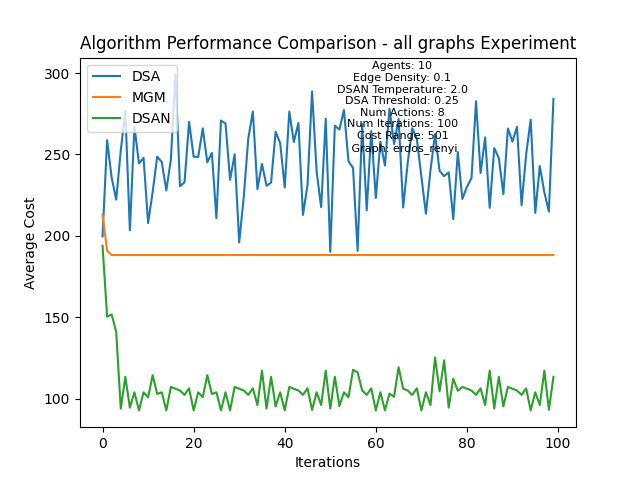 Algorithm Performance Comparison - all graphs Experiment
DSA
MGM
DSAN
Agents: 10
Edge Density: 0.1
DSAN Temperature: 2.0
DSA Threshold: 0.25
Num Actions: 8
Num Iterations: 100
Cost Range: 501
Graph: erdos_renyi
Average Cost
300
250
200
150
100
0
20
40
60
80
100
Iterations